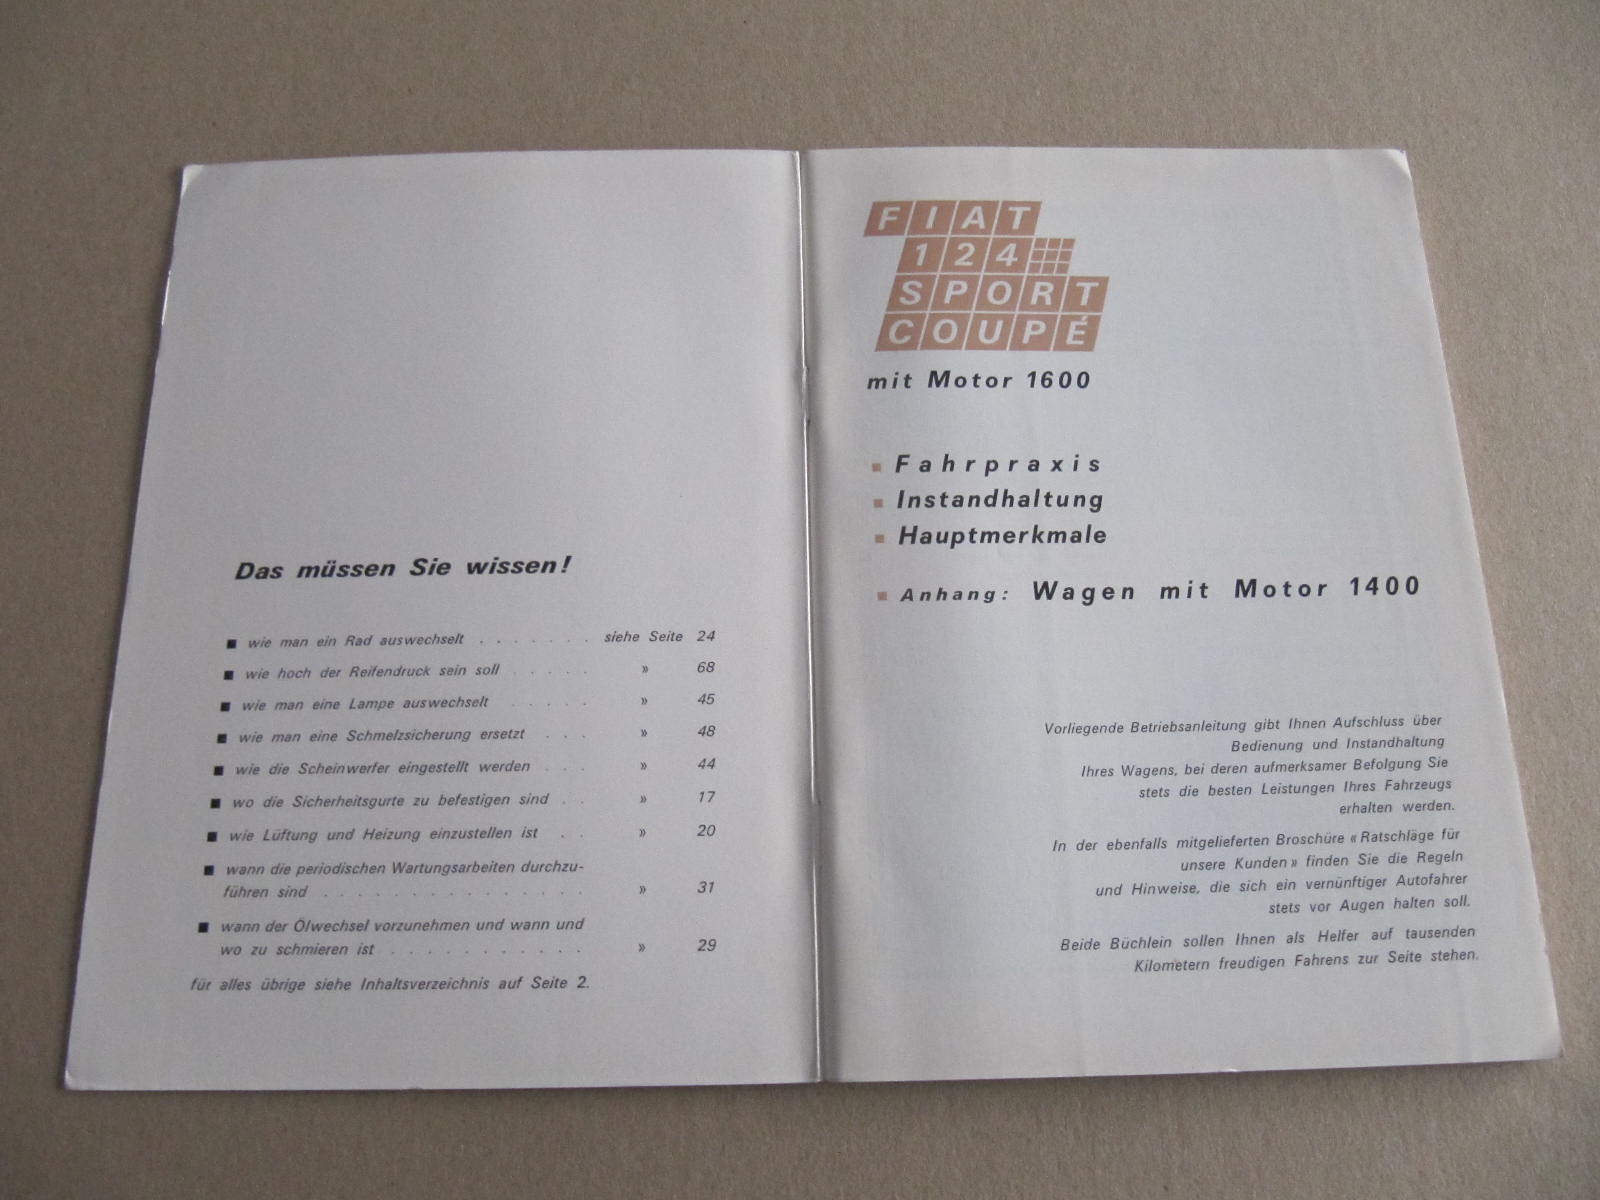 Das müssen Sie wissen!
■ wie man ein Rad auswechselt . . . . . . . siehe Seite 24
■ wie hoch der Reifendruck sein soll . . . . . » 68
■ wie man eine Lampe auswechselt . . . . . » 45
■ wie man eine Schmelzsicherung ersetzt . . . » 48
■ wie die Scheinwerfer eingestellt werden . . . » 44
■ wo die Sicherheitsgurte zu befestigen sind . . » 17
■ wie Lüftung und Heizung einzustellen ist . . » 20
■ wann die periodischen Wartungsarbeiten durchzu-
führen sind . . . . . . . . . . . . . . . » 31
■ wann der Ölwechsel vorzunehmen und wann und
wo zu schmieren ist . . . . . . . . . . . » 29
für alles übrige siehe Inhaltsverzeichnis auf Seite 2.
FIAT
124
SPORT
COUPÉ
mit Motor 1600
■ Fahrpraxis
■ Instandhaltung
■ Hauptmerkmale
■ Anhang: Wagen mit Motor 1400
Vorliegende Betriebsanleitung gibt Ihnen Aufschluss über
Bedienung und Instandhaltung
Ihres Wagens, bei deren aufmerksamer Befolgung Sie
stets die besten Leistungen Ihres Fahrzeugs
erhalten werden.
In der ebenfalls mitgelieferten Broschüre « Ratschläge für
unsere Kunden » finden Sie die Regeln
und Hinweise, die sich ein vernünftiger Autofahrer
stets vor Augen halten soll.
Beide Büchlein sollen Ihnen als Helfer auf tausenden
Kilometern freudigen Fahrens zur Seite stehen.